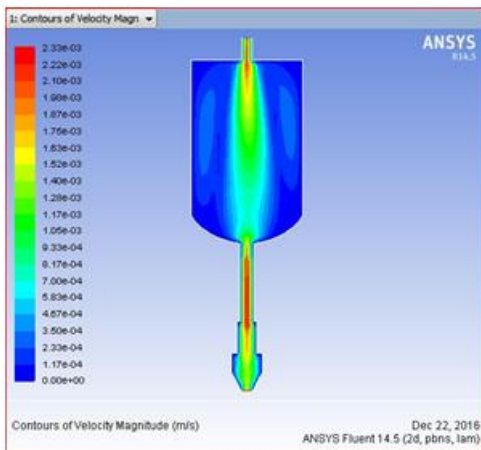 1: Contours of Velocity Magn
ANSYS
R14.5
2.33e-03
2.22e-03
2.10e-03
1.98e-03
1.75e-03
1.63e-03
1.52e-03
1.40e-03
1.28e-03
1.17e-03
1.05e-03
9.33e-04
8.17e-04
7.00e-04
5.83e-04
4.67e-04
3.50e-04
2.33e-04
1.17e-04
0.00e+00
Contours of Velocity Magnitude (m/s)
Dec 22, 2016
ANSYS Fluent 14.5 (2d, pbns, lam)